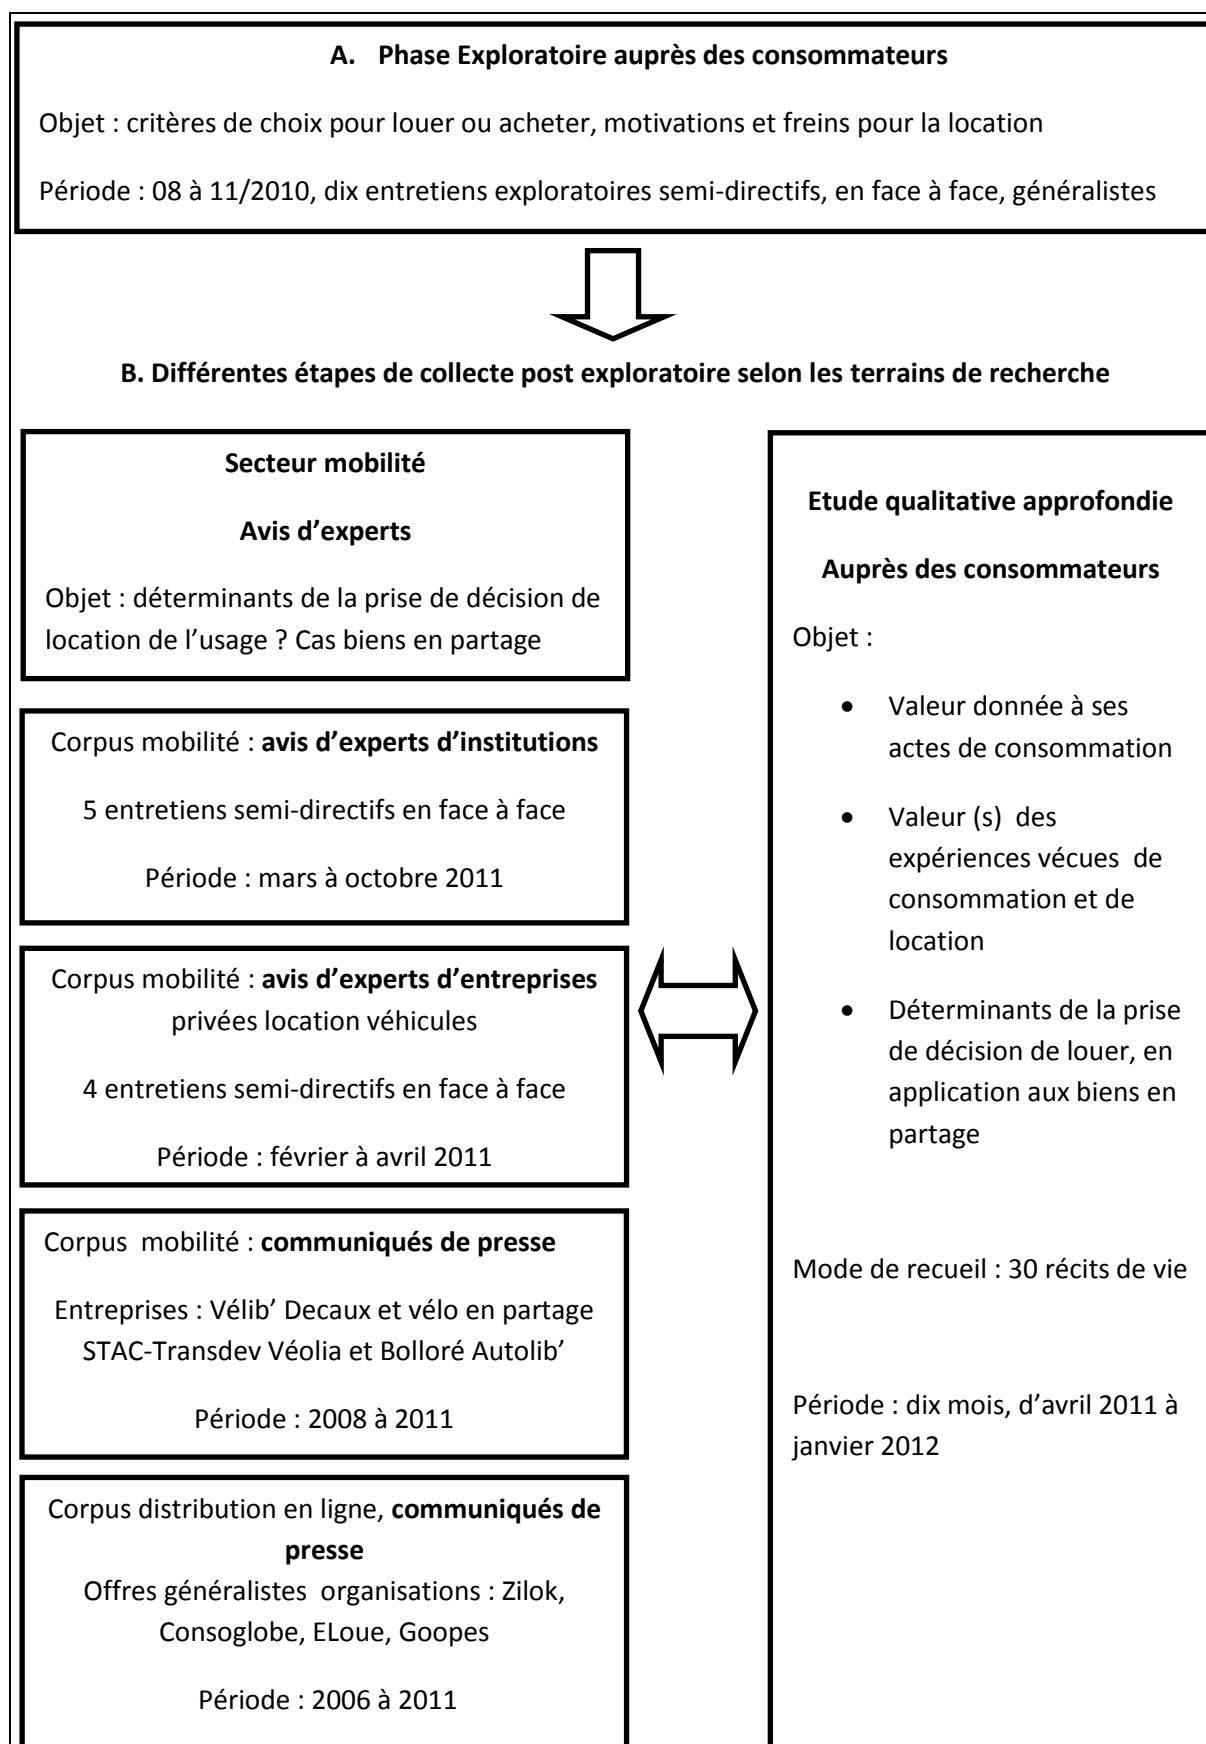 A. Phase Exploratoire auprès des consommateurs
Objet : critères de choix pour louer ou acheter, motivations et freins pour la location
Période : 08 à 11/2010, dix entretiens exploratoires semi-directifs, en face à face, généralistes
B. Différentes étapes de collecte post exploratoire selon les terrains de recherche
Secteur mobilité
Avis d’experts
Objet : déterminants de la prise de décision de
location de l’usage ? Cas biens en partage
Corpus mobilité : avis d’experts d’institutions
5 entretiens semi-directifs en face à face
Période : mars à octobre 2011
Corpus mobilité : avis d’experts d’entreprises
privées location véhicules
4 entretiens semi-directifs en face à face
Période : février à avril 2011
Corpus mobilité : communiqués de presse
Entreprises : Vélib’ Decaux et vélo en partage
STAC-Transdev Véolia et Bolloré Autolib’
Période : 2008 à 2011
Corpus distribution en ligne, communiqués de
presse
Offres généralistes organisations : Zilok,
Consoglobe, ELoue, Goopes
Période : 2006 à 2011
Etude qualitative approfondie
Auprès des consommateurs
Objet :
• Valeur donnée à ses
actes de consommation
• Valeur (s) des
expériences vécues de
consommation et de
location
• Déterminants de la prise
de décision de louer, en
application aux biens en
partage
Mode de recueil : 30 récits de vie
Période : dix mois, d’avril 2011 à
janvier 2012